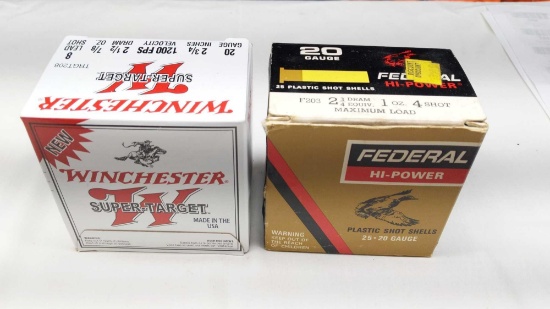 20 GAUGE
2 3/4 INCHES
2 1/2 DRAM
1200 FPS VELOCITY
7/8 OZ.
8 LEAD SHOT
TRGT208
SUPER-TARGET
W
WINCHESTER
NEW
WINCHESTER
W
SUPER-TARGET
MADE IN THE
USA
20
GAUGE
25 PLASTIC SHOT SHELLS
FEDERAL
HI-POWER
F203 2 3/4 DRAM EQUIV. 1 OZ. 4 SHOT
MAXIMUM LOAD
FEDERAL
HI-POWER
PLASTIC SHOT SHELLS
25 • 20 GAUGE
WARNING
KEEP OUT OF
THE REACH
OF CHILDREN